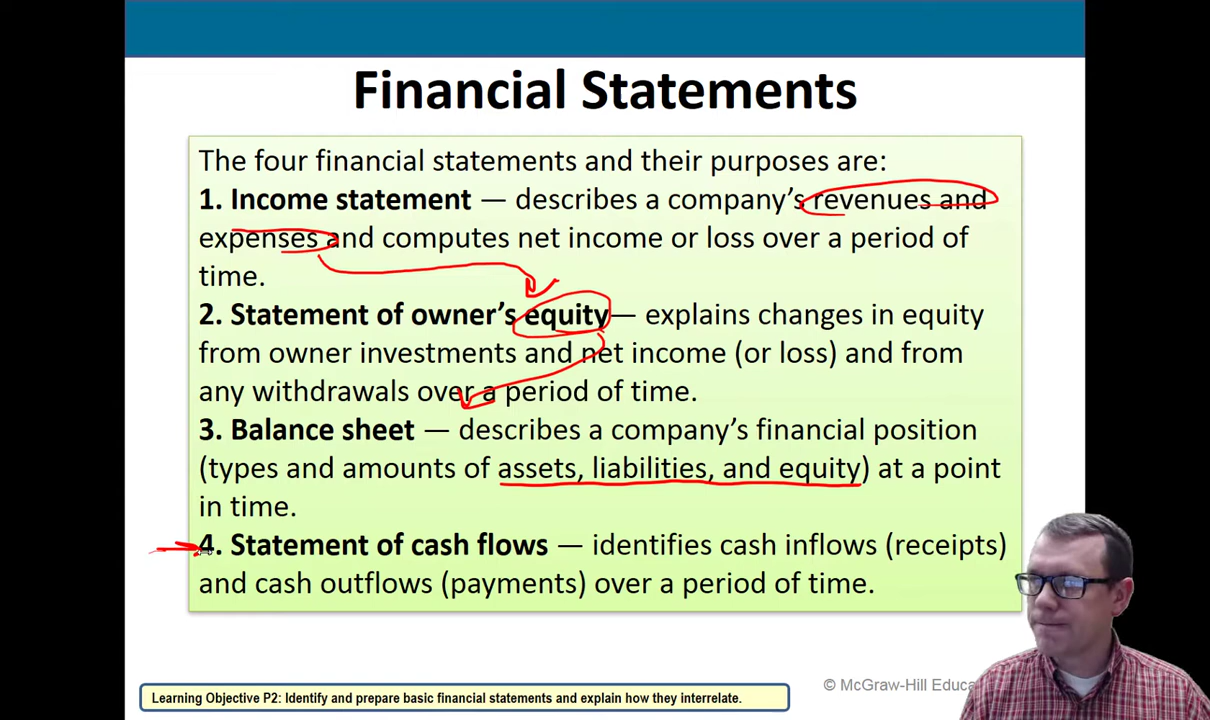 Financial Statements
The four financial statements and their purposes are:
1. Income statement — describes a company's revenues and
expenses and computes net income or loss over a period of
time.
2. Statement of owner's equity— explains changes in equity
from owner investments and net income (or loss) and from
any withdrawals over a period of time.
3. Balance sheet — describes a company's financial position
(types and amounts of assets, liabilities, and equity) at a point
in time.
4. Statement of cash flows — identifies cash inflows (receipts)
and cash outflows (payments) over a period of time.
Learning Objective P2: Identify and prepare basic financial statements and explain how they interrelate.
© McGraw-Hill Educa